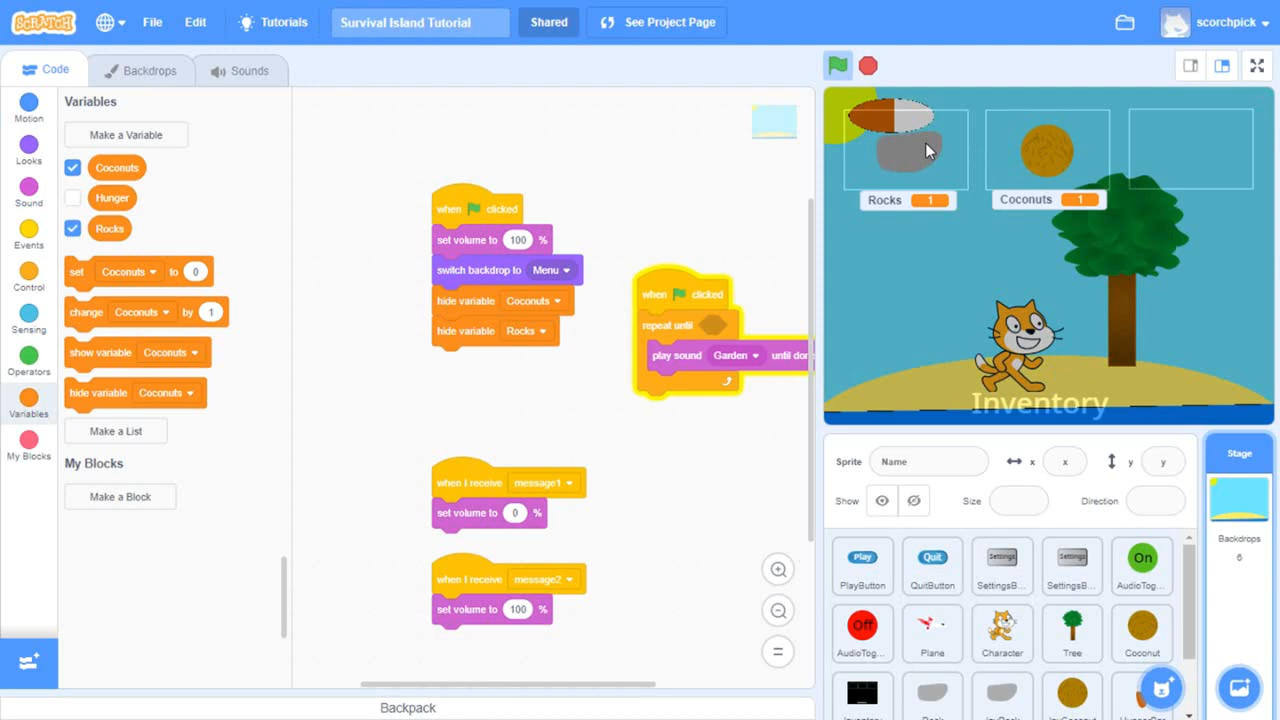 SCRATCH
File
Edit
Tutorials
Survival Island Tutorial
Shared
See Project Page
scorchpick
Code
Backdrops
Sounds
Motion
Looks
Sound
Events
Control
Sensing
Operators
Variables
My Blocks
Variables
Make a Variable
Coconuts
Hunger
Rocks
set Coconuts to 0
change Coconuts by 1
show variable Coconuts
hide variable Coconuts
Make a List
My Blocks
Make a Block
when clicked
set volume to 100 %
switch backdrop to Menu
hide variable Coconuts
hide variable Rocks
when clicked
repeat until
play sound Garden until don
when I receive message1
set volume to 0 %
when I receive message2
set volume to 100 %
Backpack
Rocks 1
Coconuts 1
Inventory
Sprite Name x x y y
Show Size Direction
Stage
Backdrops
6
Play
PlayButton
Quit
QuitButton
Settings
SettingsB...
Settings
SettingsB...
On
AudioTog...
Off
AudioTog...
Plane
Character
Tree
Coconut